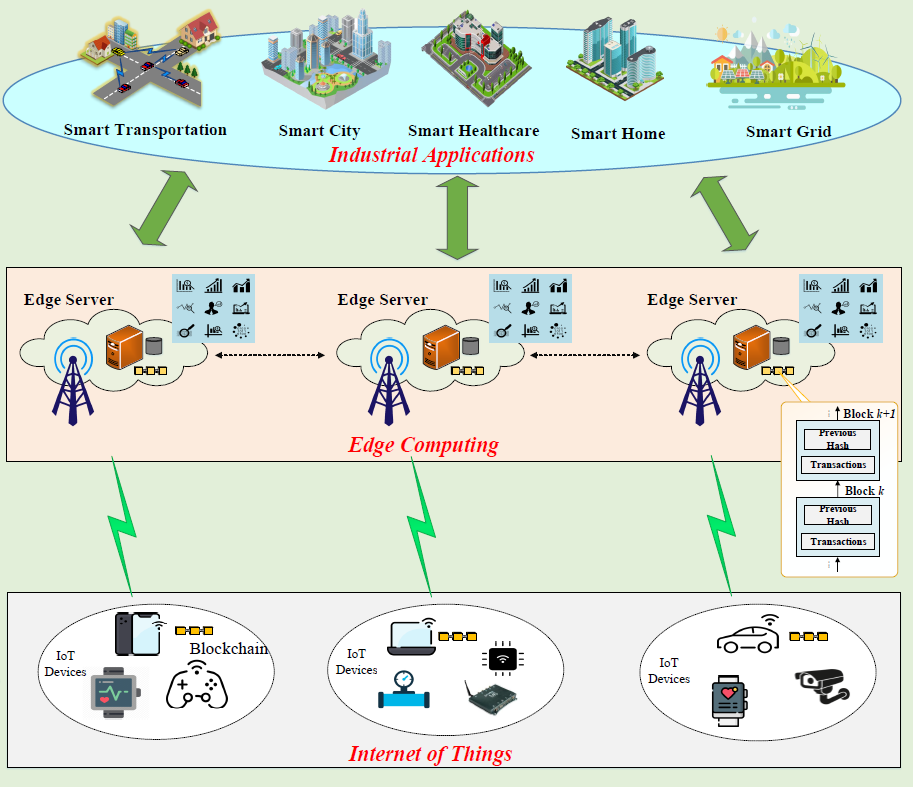 Smart Transportation
Smart City
Smart Healthcare
Smart Home
Smart Grid
Industrial Applications
Edge Server
Edge Server
Edge Server
Edge Computing
Block k+1
Previous
Hash
Transactions
Block k
Previous
Hash
Transactions
IoT
Devices
Blockchain
IoT
Devices
IoT
Devices
Internet of Things